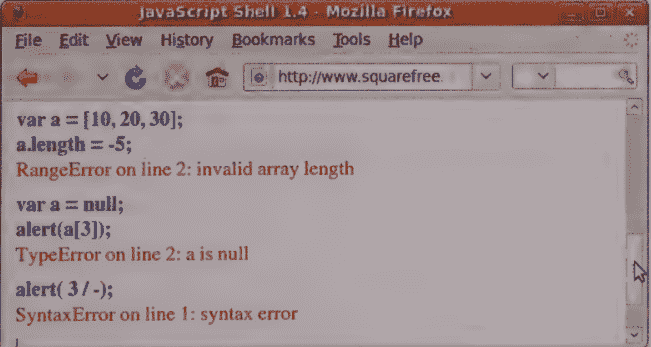 JavaScript Shell 1.4 - Mozilla Firefox
File Edit View History Bookmarks Tools Help
http://www.squarefree.
var a = [10, 20, 30];
a.length = -5;
RangeError on line 2: invalid array length
var a = null;
alert(a[3]);
TypeError on line 2: a is null
alert( 3 / -);
SyntaxError on line 1: syntax error